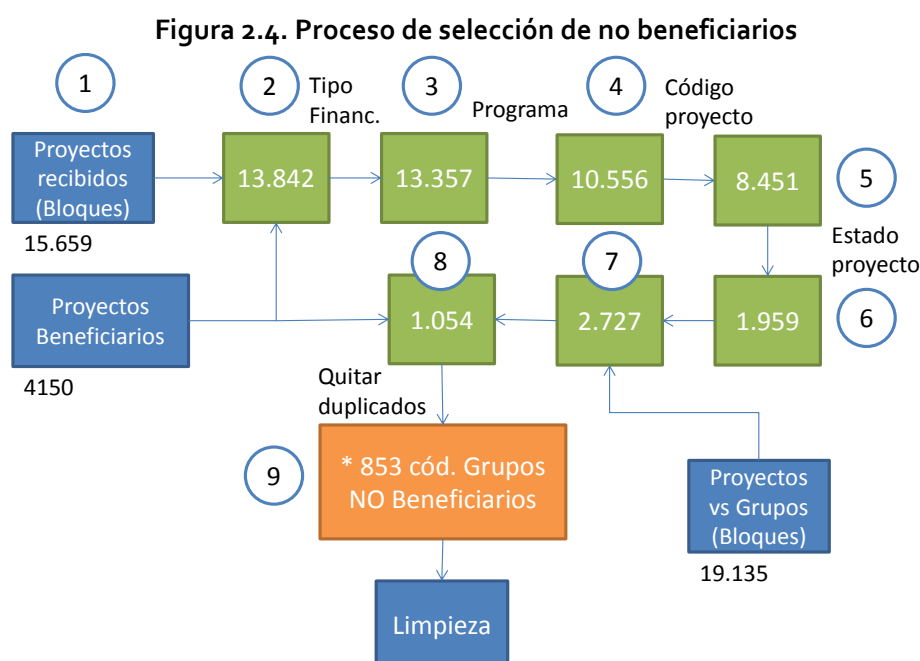 Figura 2.4. Proceso de selección de no beneficiarios
1
2
Tipo
Financ.
3
Programa
4
Código
proyecto
Proyectos
recibidos
(Bloques)
15.659
13.842
13.357
10.556
8.451
5
Estado
proyecto
8
7
Proyectos
Beneficiarios
4150
1.054
2.727
1.959
6
Quitar
duplicados
9
* 853 cód. Grupos
NO Beneficiarios
Proyectos
vs Grupos
(Bloques)
19.135
Limpieza